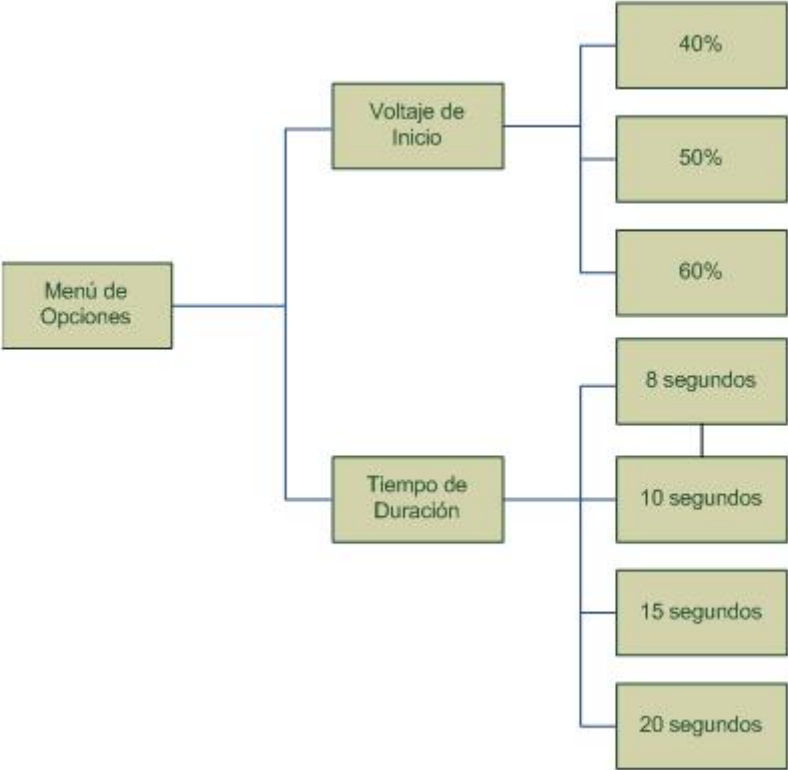 Menú de
Opciones
Voltaje de
Inicio
40%
50%
60%
Tiempo de
Duración
8 segundos
10 segundos
15 segundos
20 segundos